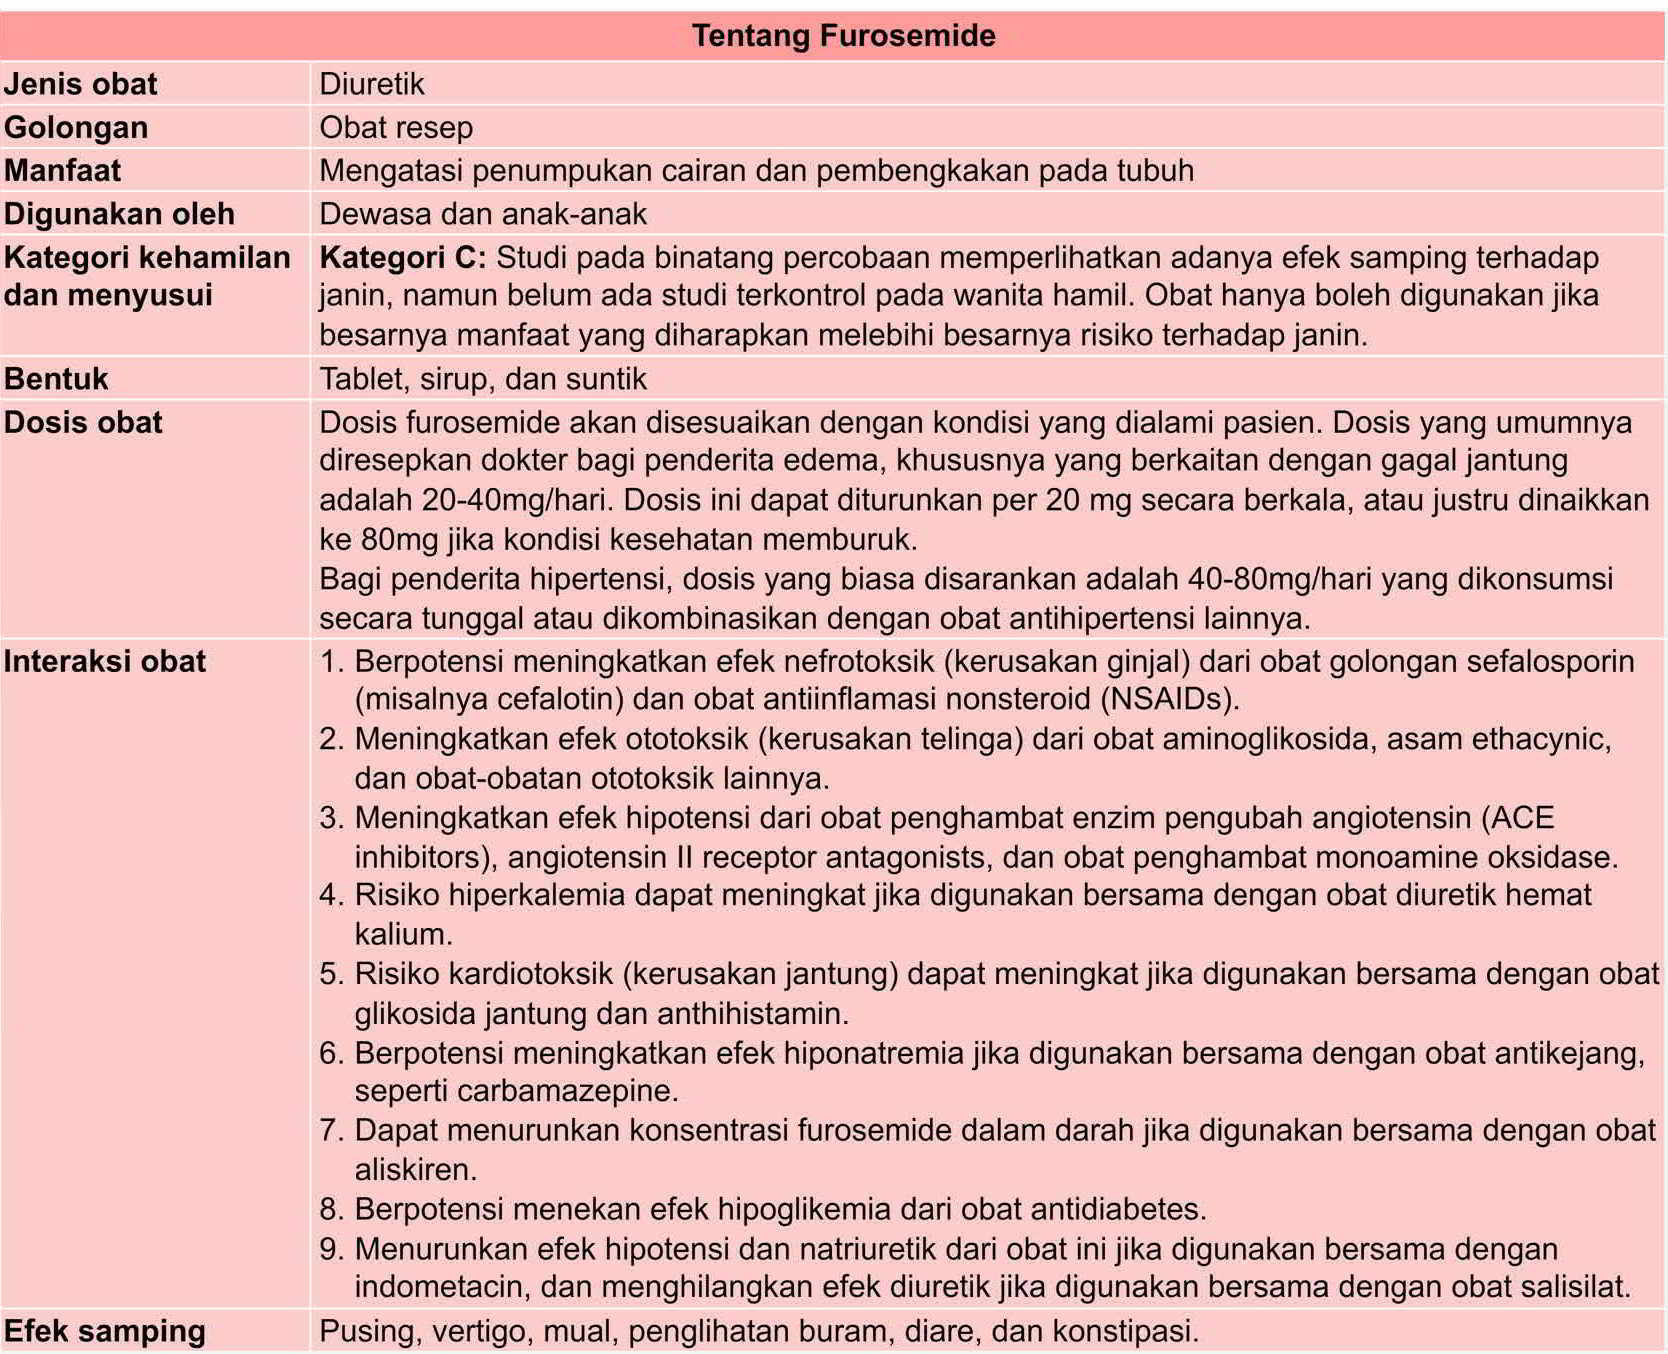 Tentang Furosemide
Jenis obat
Diuretik
Golongan
Obat resep
Manfaat
Mengatasi penumpukan cairan dan pembengkakan pada tubuh
Digunakan oleh
Dewasa dan anak-anak
Kategori kehamilan
dan menyusui
Kategori C: Studi pada binatang percobaan memperlihatkan adanya efek samping terhadap
janin, namun belum ada studi terkontrol pada wanita hamil. Obat hanya boleh digunakan jika
besarnya manfaat yang diharapkan melebihi besarnya risiko terhadap janin.
Bentuk
Tablet, sirup, dan suntik
Dosis obat
Dosis furosemide akan disesuaikan dengan kondisi yang dialami pasien. Dosis yang umumnya
diresepkan dokter bagi penderita edema, khususnya yang berkaitan dengan gagal jantung
adalah 20-40mg/hari. Dosis ini dapat diturunkan per 20 mg secara berkala, atau justru dinaikkan
ke 80mg jika kondisi kesehatan memburuk.
Bagi penderita hipertensi, dosis yang biasa disarankan adalah 40-80mg/hari yang dikonsumsi
secara tunggal atau dikombinasikan dengan obat antihipertensi lainnya.
Interaksi obat
1. Berpotensi meningkatkan efek nefrotoksik (kerusakan ginjal) dari obat golongan sefalosporin
(misalnya cefalotin) dan obat antiinflamasi nonsteroid (NSAIDs).
2. Meningkatkan efek ototoksik (kerusakan telinga) dari obat aminoglikosida, asam ethacynic,
dan obat-obatan ototoksik lainnya.
3. Meningkatkan efek hipotensi dari obat penghambat enzim pengubah angiotensin (ACE
inhibitors), angiotensin II receptor antagonists, dan obat penghambat monoamine oksidase.
4. Risiko hiperkalemia dapat meningkat jika digunakan bersama dengan obat diuretik hemat
kalium.
5. Risiko kardiotoksik (kerusakan jantung) dapat meningkat jika digunakan bersama dengan obat
glikosida jantung dan anthihistamin.
6. Berpotensi meningkatkan efek hiponatremia jika digunakan bersama dengan obat antikejang,
seperti carbamazepine.
7. Dapat menurunkan konsentrasi furosemide dalam darah jika digunakan bersama dengan obat
aliskiren.
8. Berpotensi menekan efek hipoglikemia dari obat antidiabetes.
9. Menurunkan efek hipotensi dan natriuretik dari obat ini jika digunakan bersama dengan
indometacin, dan menghilangkan efek diuretik jika digunakan bersama dengan obat salisilat.
Efek samping
Pusing, vertigo, mual, penglihatan buram, diare, dan konstipasi.